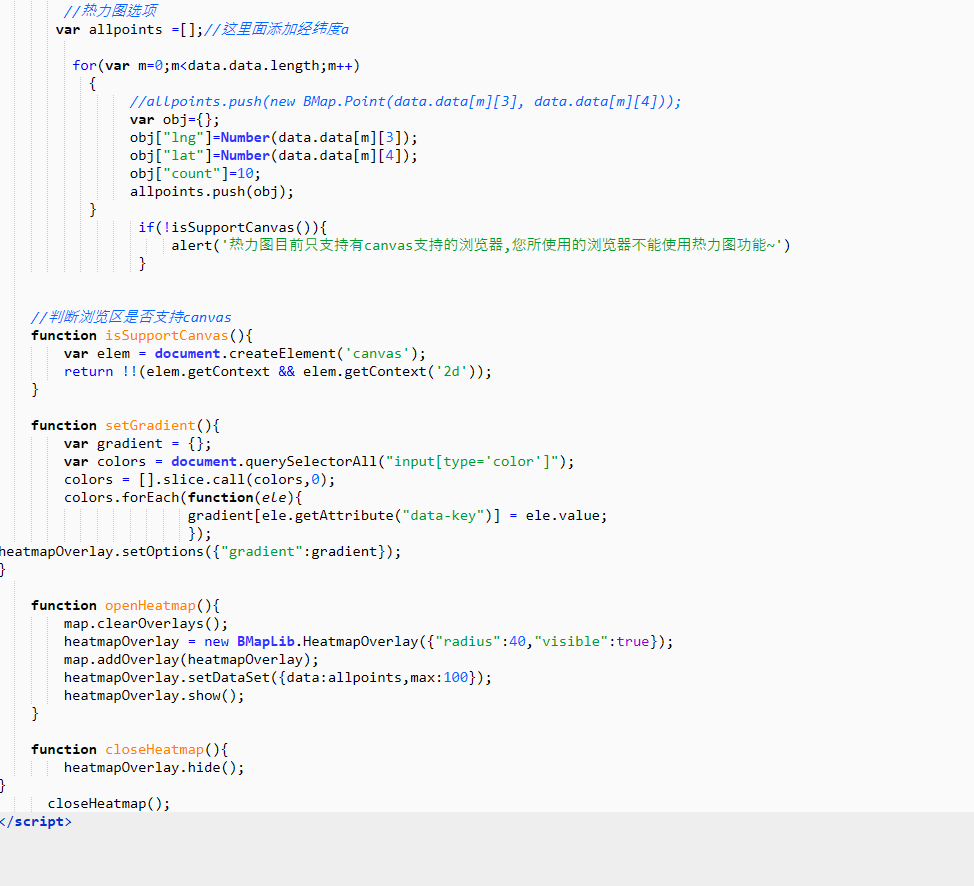 //热力图选项
var allpoints =[];//这里面添加经纬度a
for(var m=0;m<data.data.length;m++)
{
//allpoints.push(new BMap.Point(data.data[m][3], data.data[m][4]));
var obj={};
obj["lng"]=Number(data.data[m][3]);
obj["lat"]=Number(data.data[m][4]);
obj["count"]=10;
allpoints.push(obj);
}
if(!isSupportCanvas()){
alert('热力图目前只支持有canvas支持的浏览器,您所使用的浏览器不能使用热力图功能~')
}
//判断浏览区是否支持canvas
function isSupportCanvas(){
var elem = document.createElement('canvas');
return !!(elem.getContext && elem.getContext('2d'));
}
function setGradient(){
var gradient = {};
var colors = document.querySelectorAll("input[type='color']");
colors = [].slice.call(colors,0);
colors.forEach(function(ele){
gradient[ele.getAttribute("data-key")] = ele.value;
});
heatmapOverlay.setOptions({"gradient":gradient});
}
function openHeatmap(){
map.clearOverlays();
heatmapOverlay = new BMapLib.HeatmapOverlay({"radius":40,"visible":true});
map.addOverlay(heatmapOverlay);
heatmapOverlay.setDataSet({data:allpoints,max:100});
heatmapOverlay.show();
}
function closeHeatmap(){
heatmapOverlay.hide();
}
closeHeatmap();
</script>